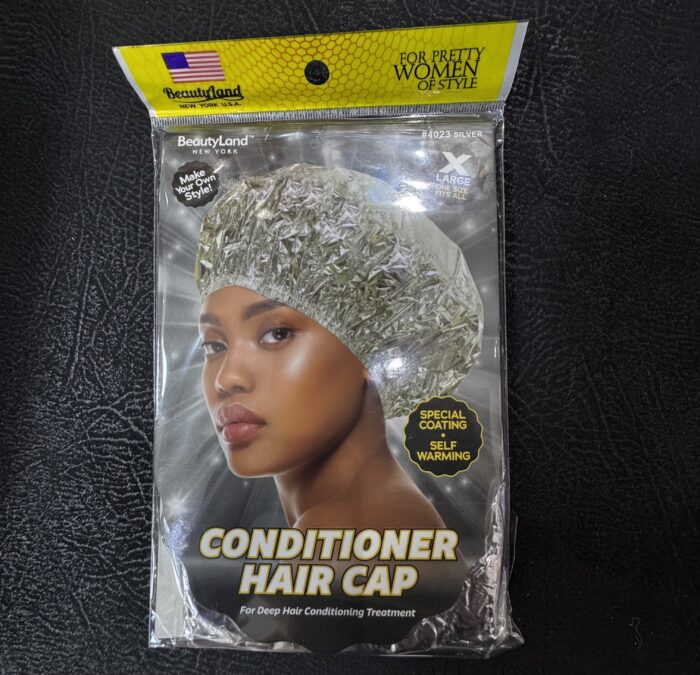 BeautyLand
NEW YORK U.S.A.
FOR PRETTY
WOMEN
OF STYLE
BeautyLand™
NEW YORK
#4023 SILVER
Make
Your Own
Style!
X
LARGE
ONE SIZE
FITS ALL
SPECIAL
COATING
•
SELF
WARMING
CONDITIONER
HAIR CAP
For Deep Hair Conditioning Treatment